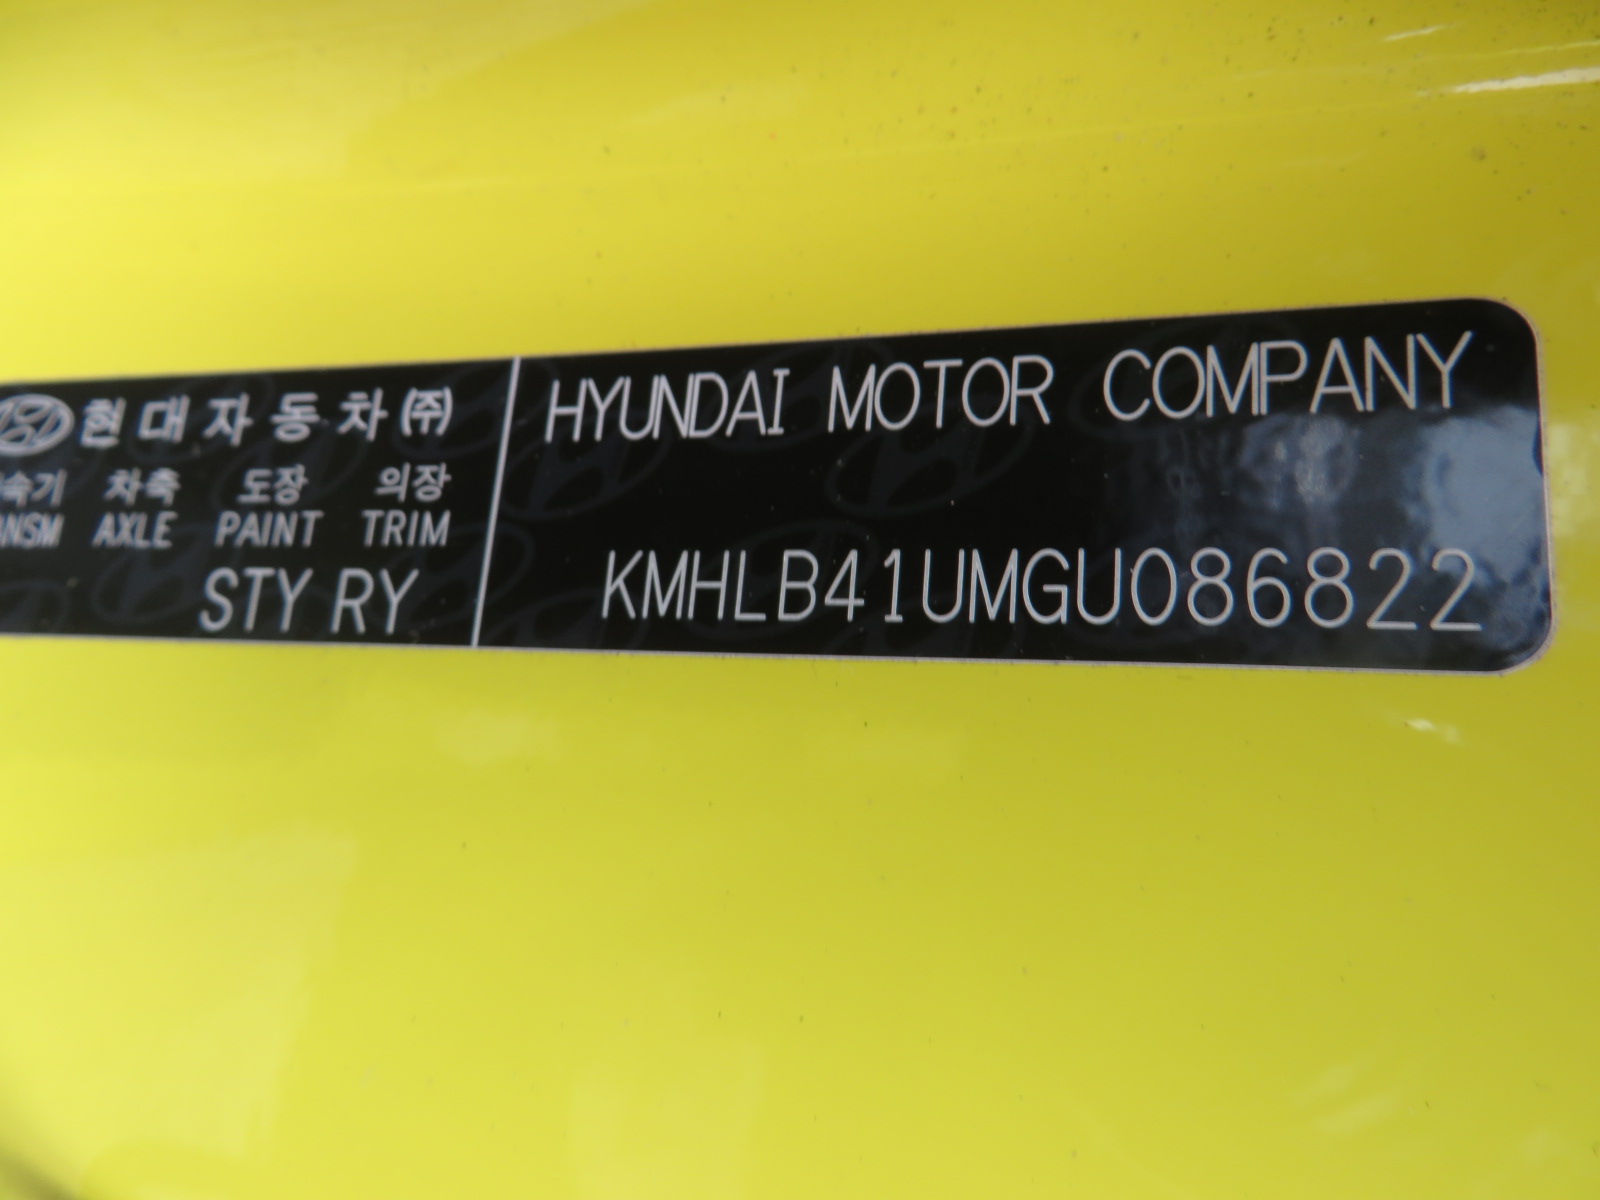 현대자동차㈜
속기 차축 도장 의장
NSM AXLE PAINT TRIM
STY RY
HYUNDAI MOTOR COMPANY
KMHLB41UMGU086822